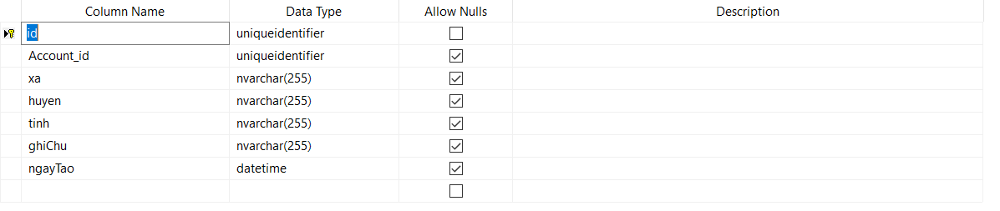 Column Name Data Type Allow Nulls Description
id uniqueidentifier
Account_id uniqueidentifier
xa nvarchar(255)
huyen nvarchar(255)
tinh nvarchar(255)
ghiChu nvarchar(255)
ngayTao datetime